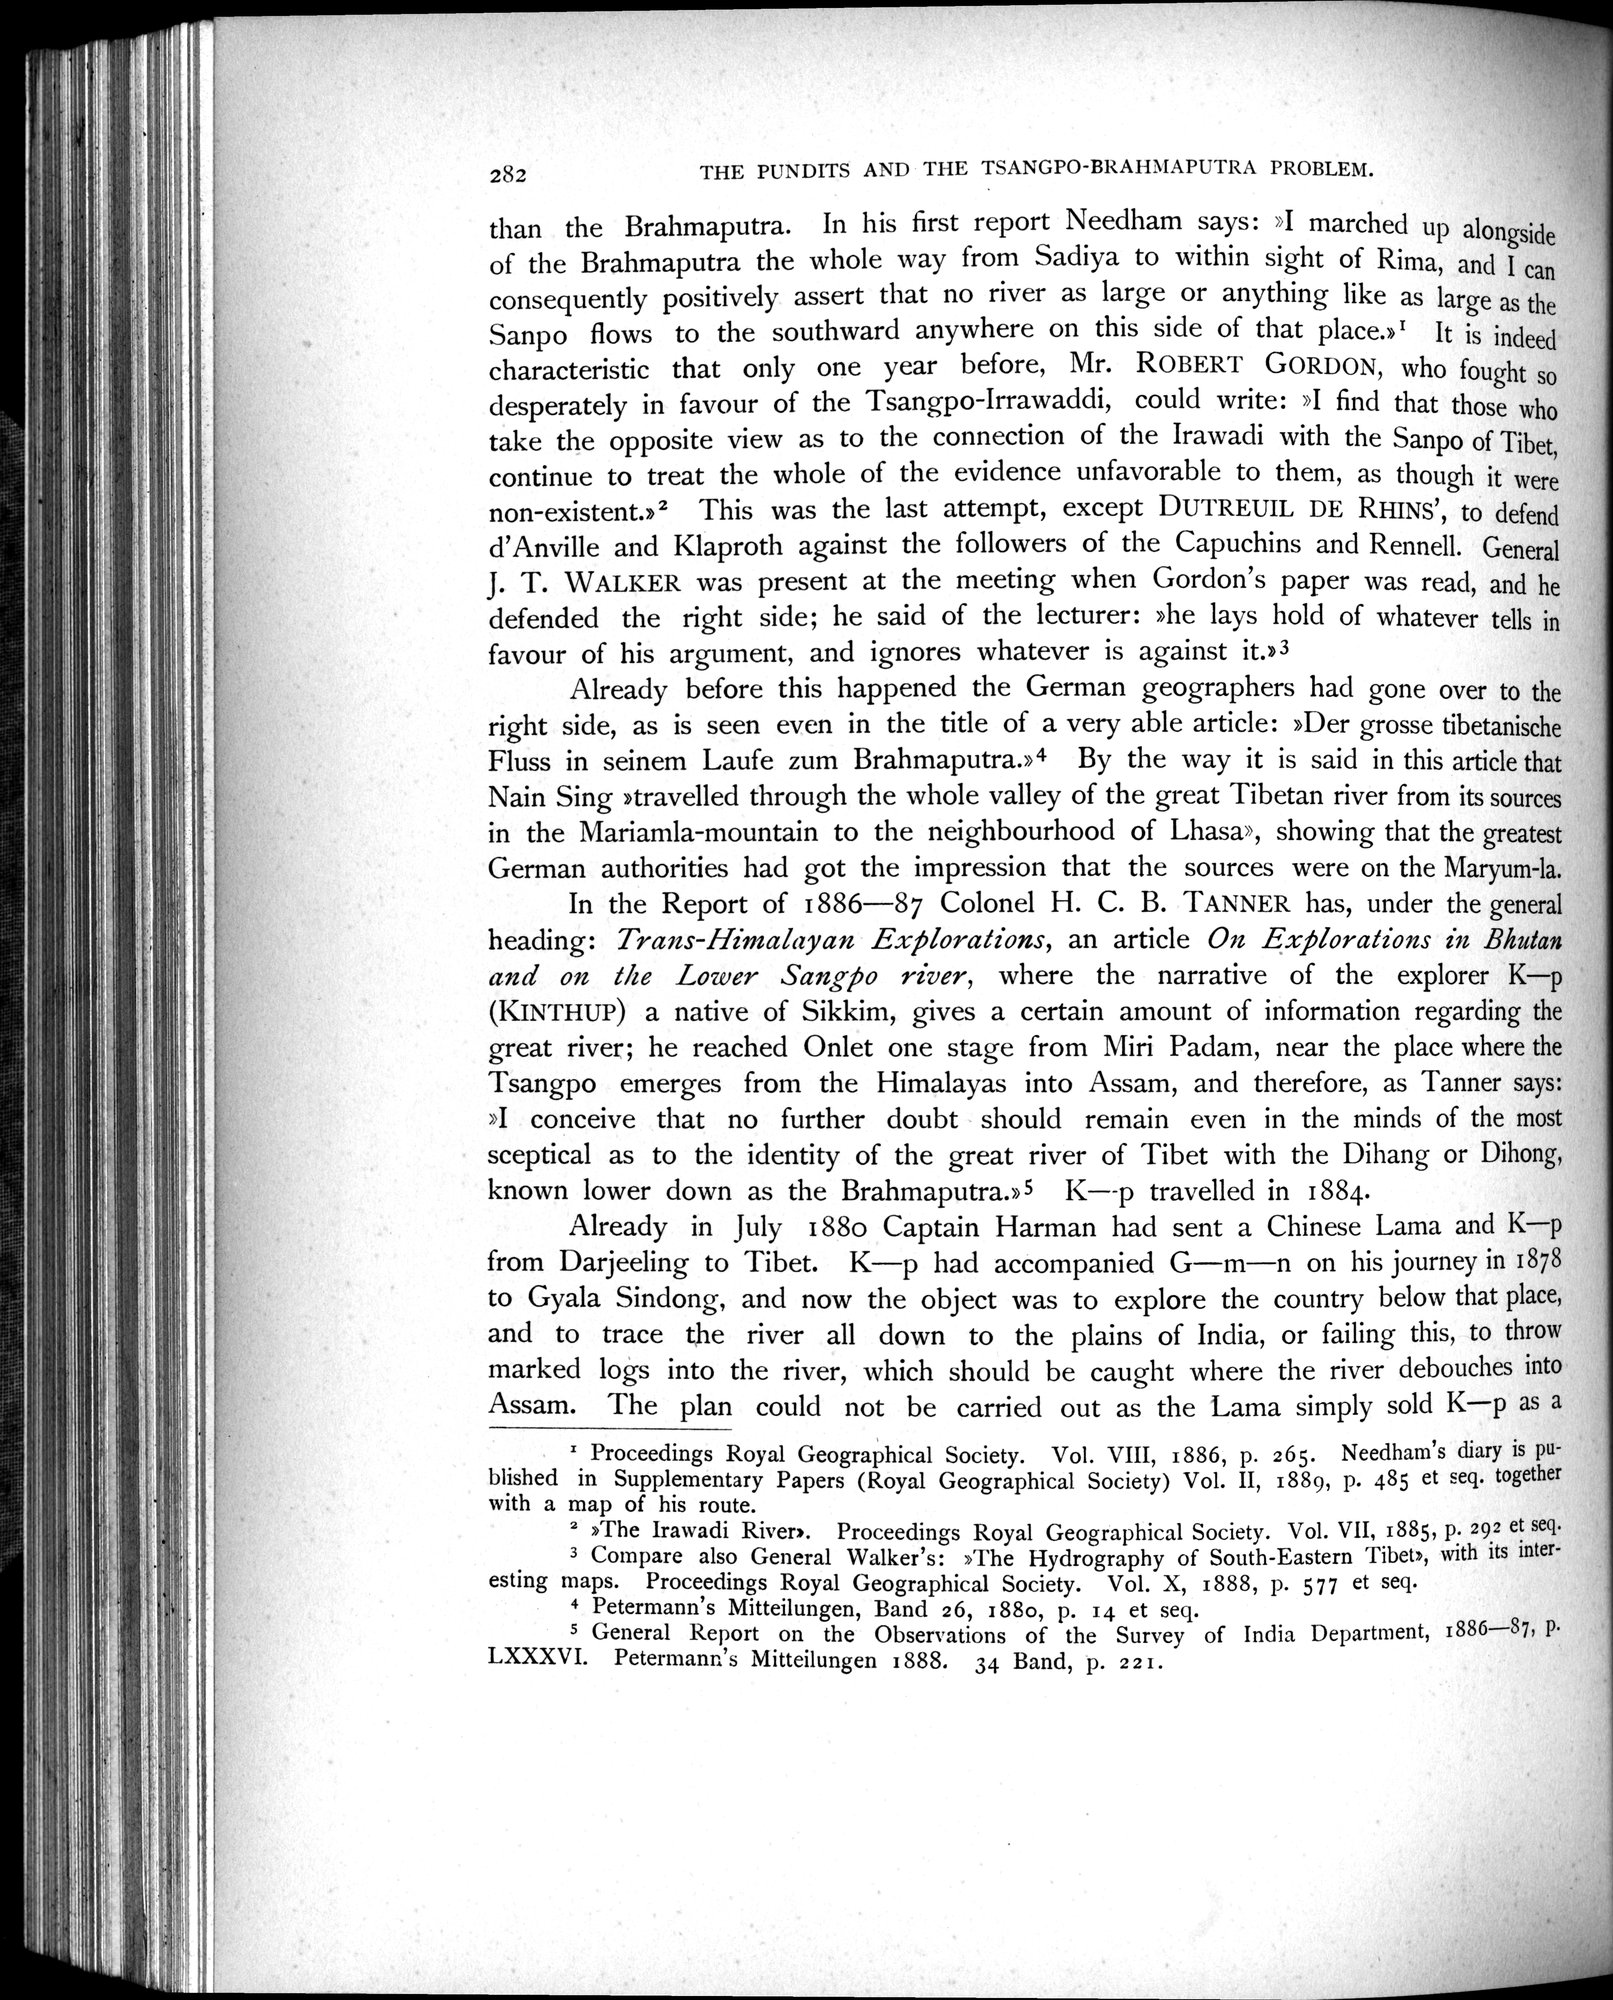 282 THE PUNDITS AND THE TSANGPO-BRAHMAPUTRA PROBLEM.
than the Brahmaputra. In his first report Needham says: »I marched up alongside
of the Brahmaputra the whole way from Sadiya to within sight of Rima, and I can
consequently positively assert that no river as large or anything like as large as the
Sanpo flows to the southward anywhere on this side of that place.»¹ It is indeed
characteristic that only one year before, Mr. ROBERT GORDON, who fought so
desperately in favour of the Tsangpo-Irrawaddi, could write: »I find that those who
take the opposite view as to the connection of the Irawadi with the Sanpo of Tibet,
continue to treat the whole of the evidence unfavorable to them, as though it were
non-existent.»² This was the last attempt, except DUTREUIL DE RHINS', to defend
d'Anville and Klaproth against the followers of the Capuchins and Rennell. General
J. T. WALKER was present at the meeting when Gordon's paper was read, and he
defended the right side; he said of the lecturer: »he lays hold of whatever tells in
favour of his argument, and ignores whatever is against it.»³
Already before this happened the German geographers had gone over to the
right side, as is seen even in the title of a very able article: »Der grosse tibetanische
Fluss in seinem Laufe zum Brahmaputra.»⁴ By the way it is said in this article that
Nain Sing »travelled through the whole valley of the great Tibetan river from its sources
in the Mariamla-mountain to the neighbourhood of Lhasa», showing that the greatest
German authorities had got the impression that the sources were on the Maryum-la.
In the Report of 1886—87 Colonel H. C. B. TANNER has, under the general
heading: Trans-Himalayan Explorations, an article On Explorations in Bhutan
and on the Lower Sangpo river, where the narrative of the explorer K—p
(KINTHUP) a native of Sikkim, gives a certain amount of information regarding the
great river; he reached Onlet one stage from Miri Padam, near the place where the
Tsangpo emerges from the Himalayas into Assam, and therefore, as Tanner says:
»I conceive that no further doubt should remain even in the minds of the most
sceptical as to the identity of the great river of Tibet with the Dihang or Dihong,
known lower down as the Brahmaputra.»⁵ K—p travelled in 1884.
Already in July 1880 Captain Harman had sent a Chinese Lama and K—p
from Darjeeling to Tibet. K—p had accompanied G—m—n on his journey in 1878
to Gyala Sindong, and now the object was to explore the country below that place,
and to trace the river all down to the plains of India, or failing this, to throw
marked logs into the river, which should be caught where the river debouches into
Assam. The plan could not be carried out as the Lama simply sold K—p as a
¹ Proceedings Royal Geographical Society. Vol. VIII, 1886, p. 265. Needham's diary is pu-
blished in Supplementary Papers (Royal Geographical Society) Vol. II, 1889, p. 485 et seq. together
with a map of his route.
² »The Irawadi River». Proceedings Royal Geographical Society. Vol. VII, 1885, p. 292 et seq.
³ Compare also General Walker's: »The Hydrography of South-Eastern Tibet», with its inter-
esting maps. Proceedings Royal Geographical Society. Vol. X, 1888, p. 577 et seq.
⁴ Petermann's Mitteilungen, Band 26, 1880, p. 14 et seq.
⁵ General Report on the Observations of the Survey of India Department, 1886—87, p.
LXXXVI. Petermann's Mitteilungen 1888. 34 Band, p. 221.